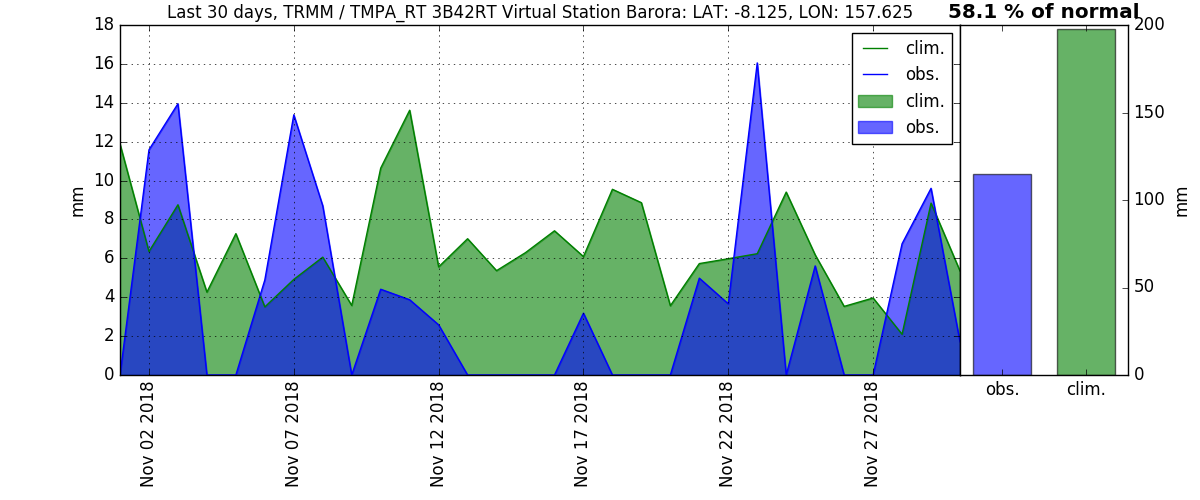 Last 30 days, TRMM / TMPA_RT 3B42RT Virtual Station Barora: LAT: -8.125, LON: 157.625
58.1 % of normal
18
16
14
12
10
8
6
4
2
0
mm
clim.
obs.
clim.
obs.
200
150
100
50
0
mm
obs.
clim.
Nov 02 2018
Nov 07 2018
Nov 12 2018
Nov 17 2018
Nov 22 2018
Nov 27 2018